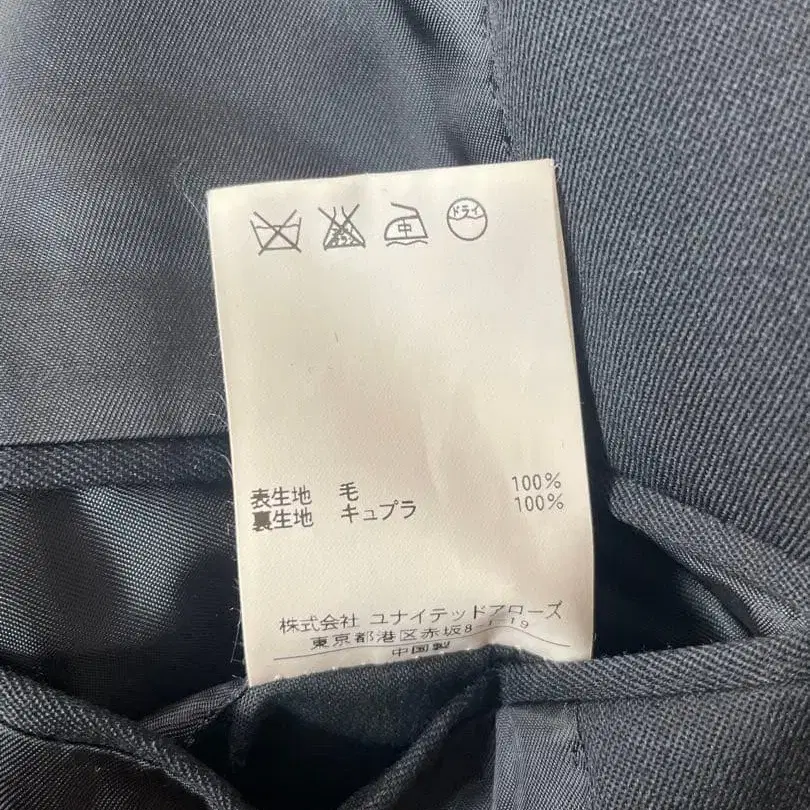 中 ドライ
表生地 毛 100%
裏生地 キュプラ 100%
株式会社 ユナイテッドアローズ
東京都港区赤坂8-1-19
中国製